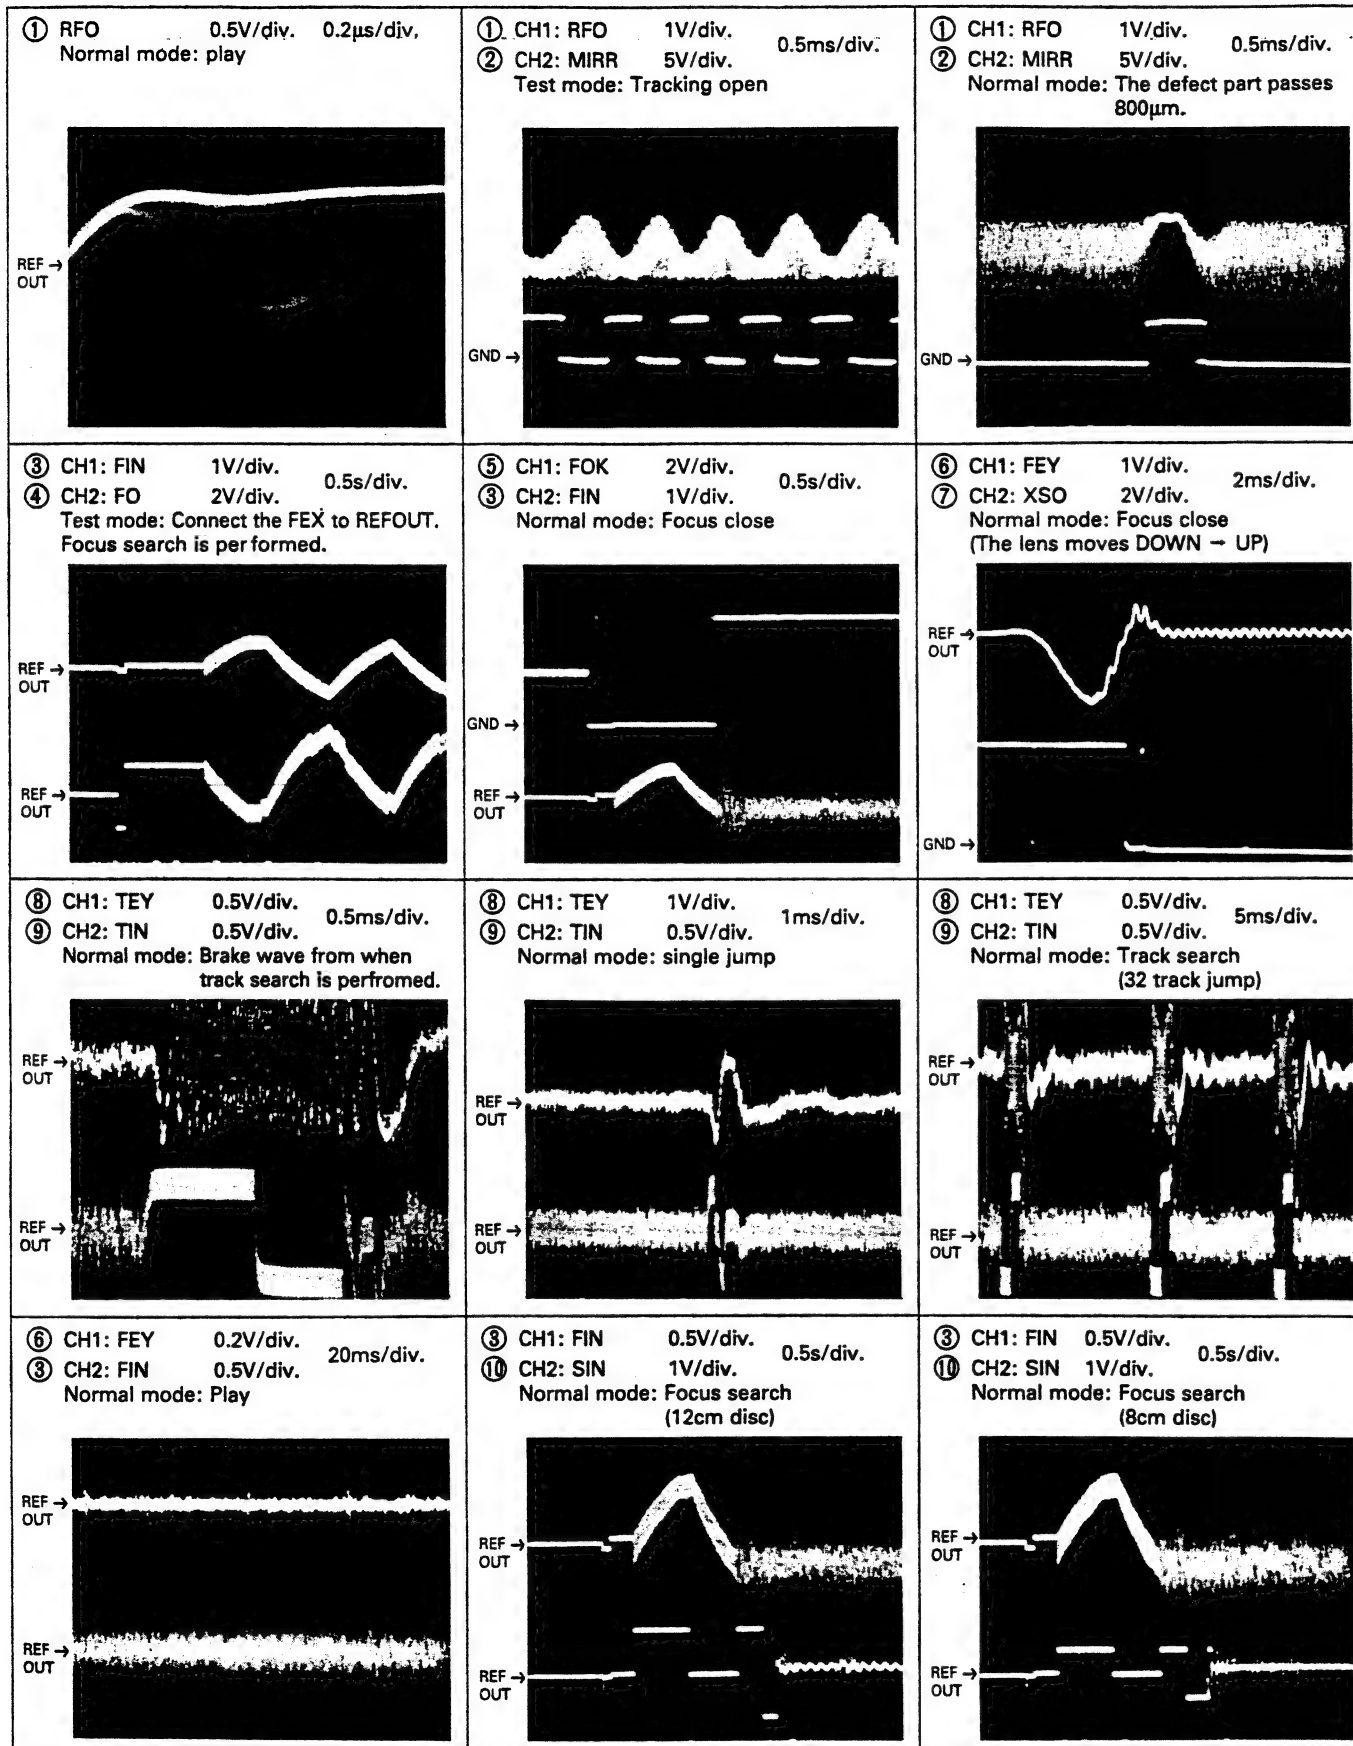 ① RFO 0.5V/div. 0.2µs/div.
Normal mode: play
REF →
OUT
① CH1: RFO 1V/div.
② CH2: MIRR 5V/div. 0.5ms/div.
Test mode: Tracking open
GND →
① CH1: RFO 1V/div.
② CH2: MIRR 5V/div. 0.5ms/div.
Normal mode: The defect part passes
800µm.
GND →
③ CH1: FIN 1V/div.
④ CH2: FO 2V/div. 0.5s/div.
Test mode: Connect the FEX to REFOUT.
Focus search is performed.
REF →
OUT
REF →
OUT
⑤ CH1: FOK 2V/div.
③ CH2: FIN 1V/div. 0.5s/div.
Normal mode: Focus close
GND →
REF →
OUT
⑥ CH1: FEY 1V/div.
⑦ CH2: XSO 2V/div. 2ms/div.
Normal mode: Focus close
(The lens moves DOWN → UP)
REF →
OUT
GND →
⑧ CH1: TEY 0.5V/div.
⑨ CH2: TIN 0.5V/div. 0.5ms/div.
Normal mode: Brake wave from when
track search is perfromed.
REF →
OUT
REF →
OUT
⑧ CH1: TEY 1V/div.
⑨ CH2: TIN 0.5V/div. 1ms/div.
Normal mode: single jump
REF →
OUT
REF →
OUT
⑧ CH1: TEY 0.5V/div.
⑨ CH2: TIN 0.5V/div. 5ms/div.
Normal mode: Track search
(32 track jump)
REF →
OUT
REF →
OUT
⑥ CH1: FEY 0.2V/div.
③ CH2: FIN 0.5V/div. 20ms/div.
Normal mode: Play
REF →
OUT
REF →
OUT
③ CH1: FIN 0.5V/div.
⑩ CH2: SIN 1V/div. 0.5s/div.
Normal mode: Focus search
(12cm disc)
REF →
OUT
REF →
OUT
③ CH1: FIN 0.5V/div.
⑩ CH2: SIN 1V/div. 0.5s/div.
Normal mode: Focus search
(8cm disc)
REF →
OUT
REF →
OUT